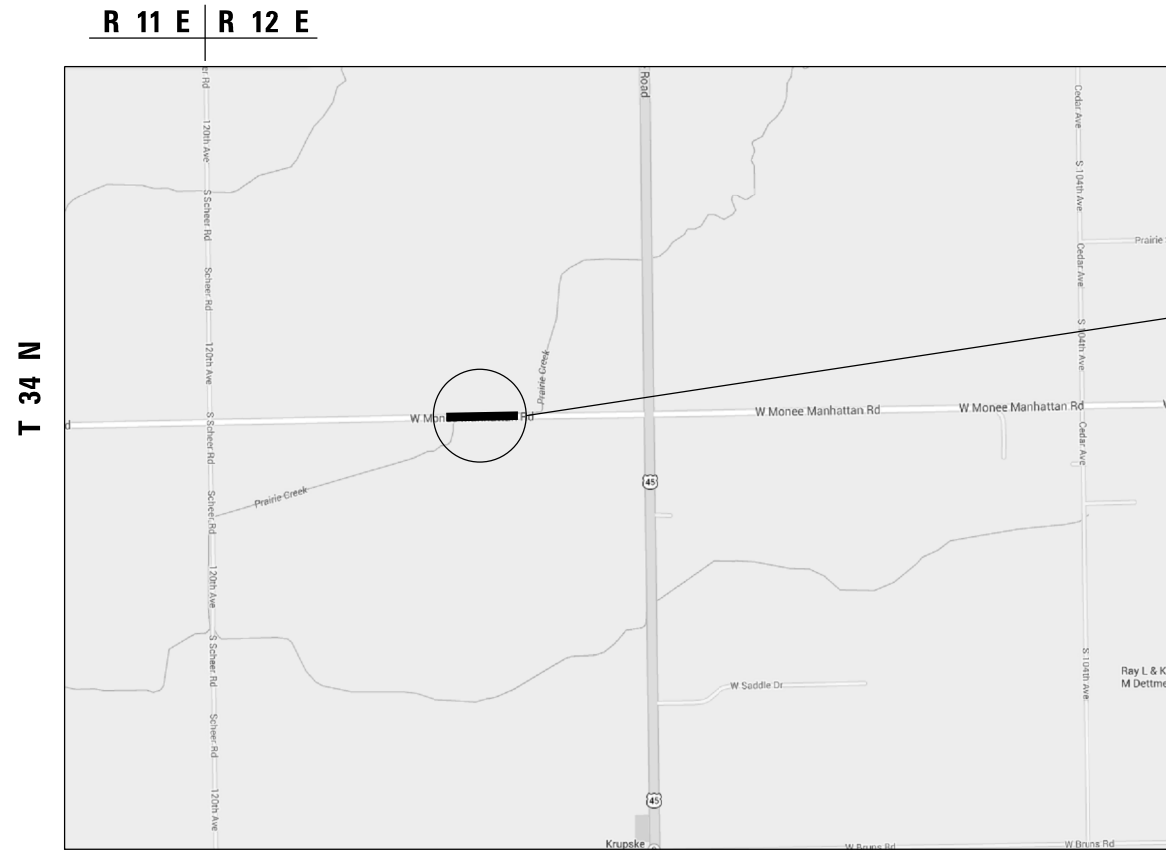 R 11 E R 12 E
T 34 N
er Rd
120th Ave
S Scheer Rd
Scheer Rd
120th Ave
S Scheer Rd
Scheer Rd
120th Ave
S Scheer Rd
Scheer Rd
120th Ave
Road
Cedar Ave
S 104th Ave
Prairie
Cedar Ave
S 104th Ave
Prairie Creek
d
W Mon Rd
W Monee Manhattan Rd
W Monee Manhattan Rd
Cedar Ave
45
Prairie Creek
S 104th Ave
Ray L & K
M Dettme
W Saddle Dr
45
Krupske
W Bruns Rd
W Bruns Rd